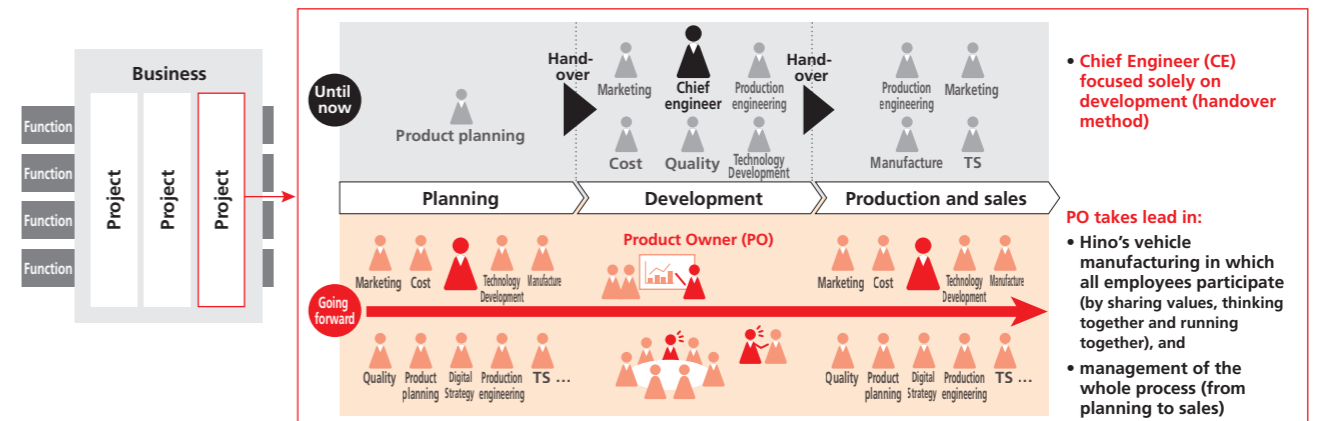 Business
Function
Function
Function
Function
Project
Project
Project
Until
now
Product planning
Hand-
over
Marketing
Chief
engineer
Production
engineering
Cost
Quality
Technology
Development
Hand-
over
Production
engineering
Marketing
Manufacture
TS
• Chief Engineer (CE)
focused solely on
development (handover
method)
Planning
Development
Production and sales
Going
forward
Marketing
Cost
Technology
Development
Manufacture
Quality
Product
planning
Digital
Strategy
Production
engineering
TS ...
Product Owner (PO)
Marketing
Cost
Technology
Development
Manufacture
Quality
Product
planning
Digital
Strategy
Production
engineering
TS ...
PO takes lead in:
• Hino’s vehicle
manufacturing in which
all employees participate
(by sharing values, thinking
together and running
together), and
• management of the
whole process (from
planning to sales)